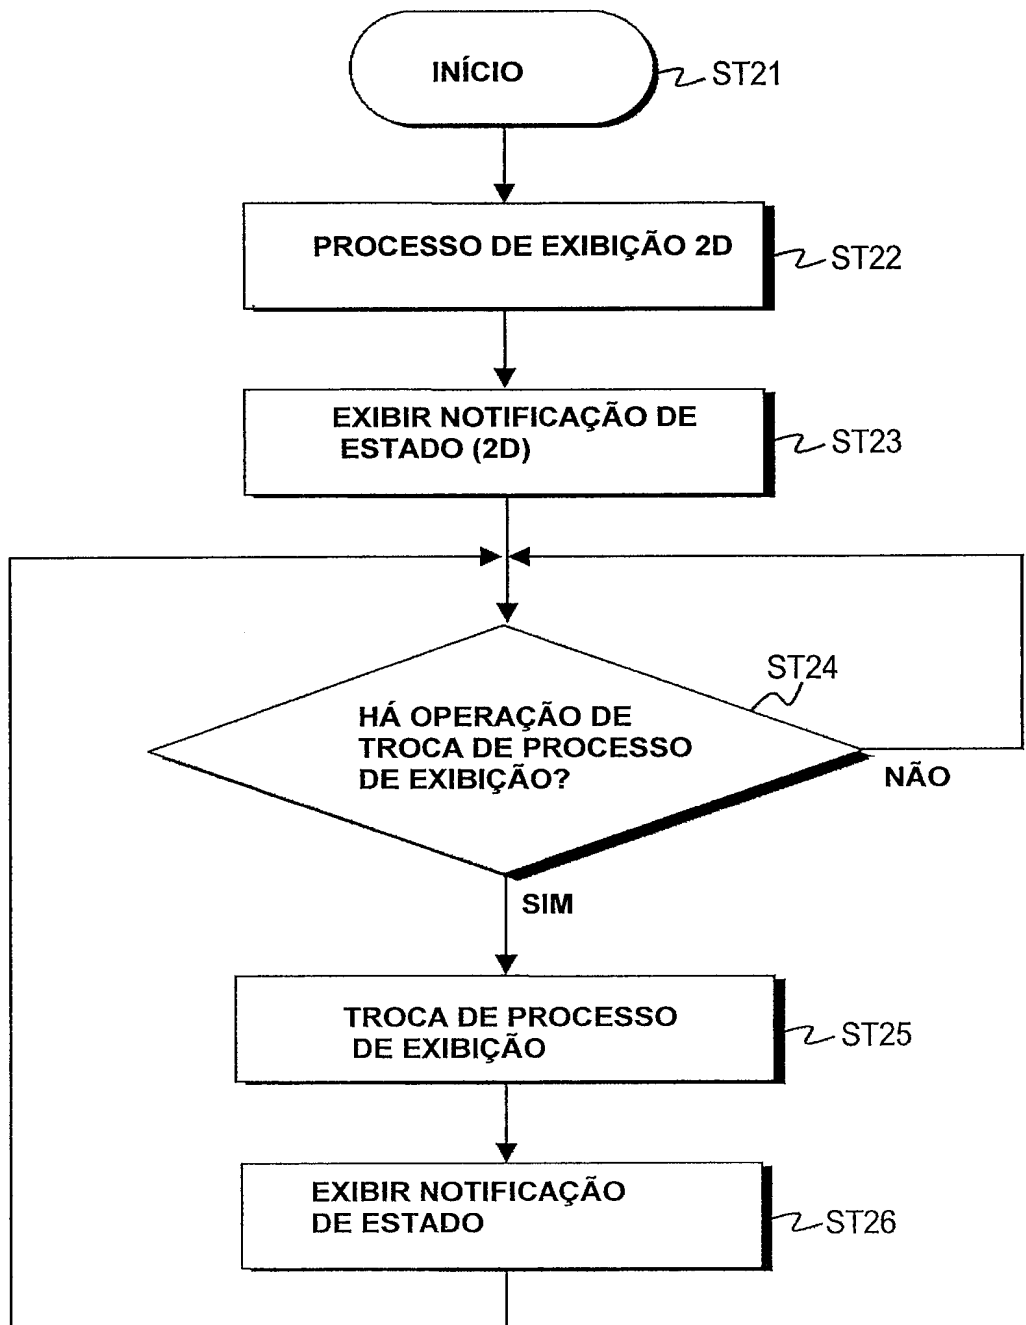 INÍCIO
ST21
PROCESSO DE EXIBIÇÃO 2D
ST22
EXIBIR NOTIFICAÇÃO DE
ESTADO (2D)
ST23
ST24
HÁ OPERAÇÃO DE
TROCA DE PROCESSO
DE EXIBIÇÃO?
NÃO
SIM
TROCA DE PROCESSO
DE EXIBIÇÃO
ST25
EXIBIR NOTIFICAÇÃO
DE ESTADO
ST26